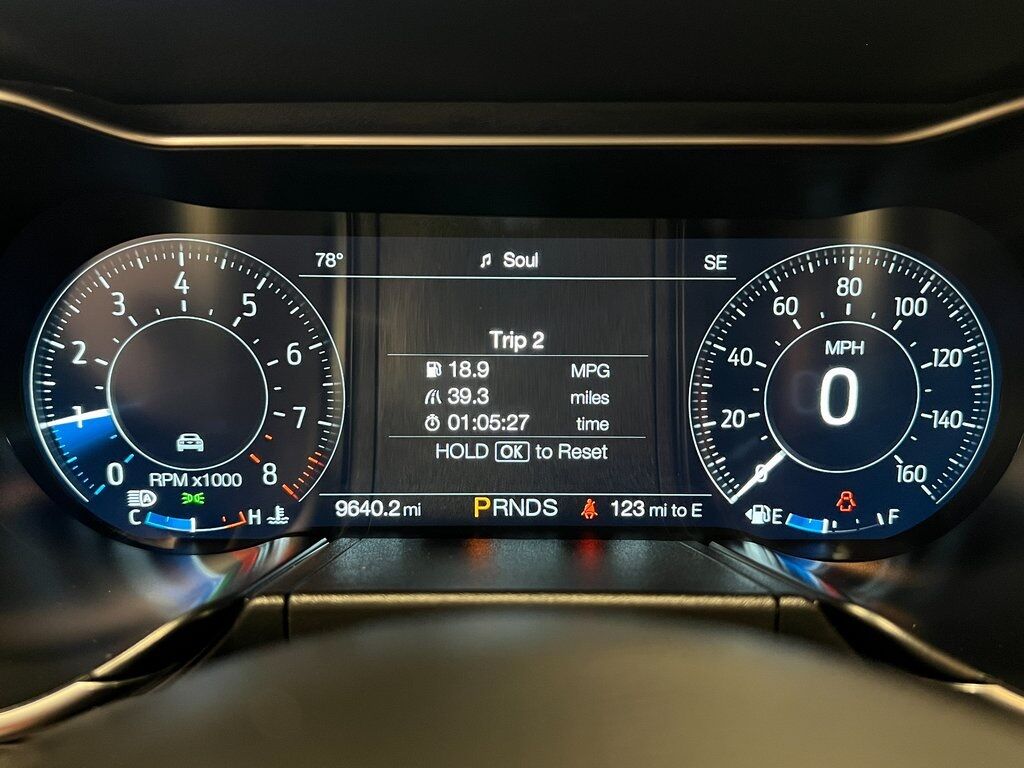 78° Soul SE
0 1 2 3 4 5 6 7 8
RPM x1000
C H
Trip 2
18.9 MPG
39.3 miles
01:05:27 time
HOLD OK to Reset
9640.2 mi PRNDS 123 mi to E
0 20 40 60 80 100 120 140 160
MPH
0
E F
A